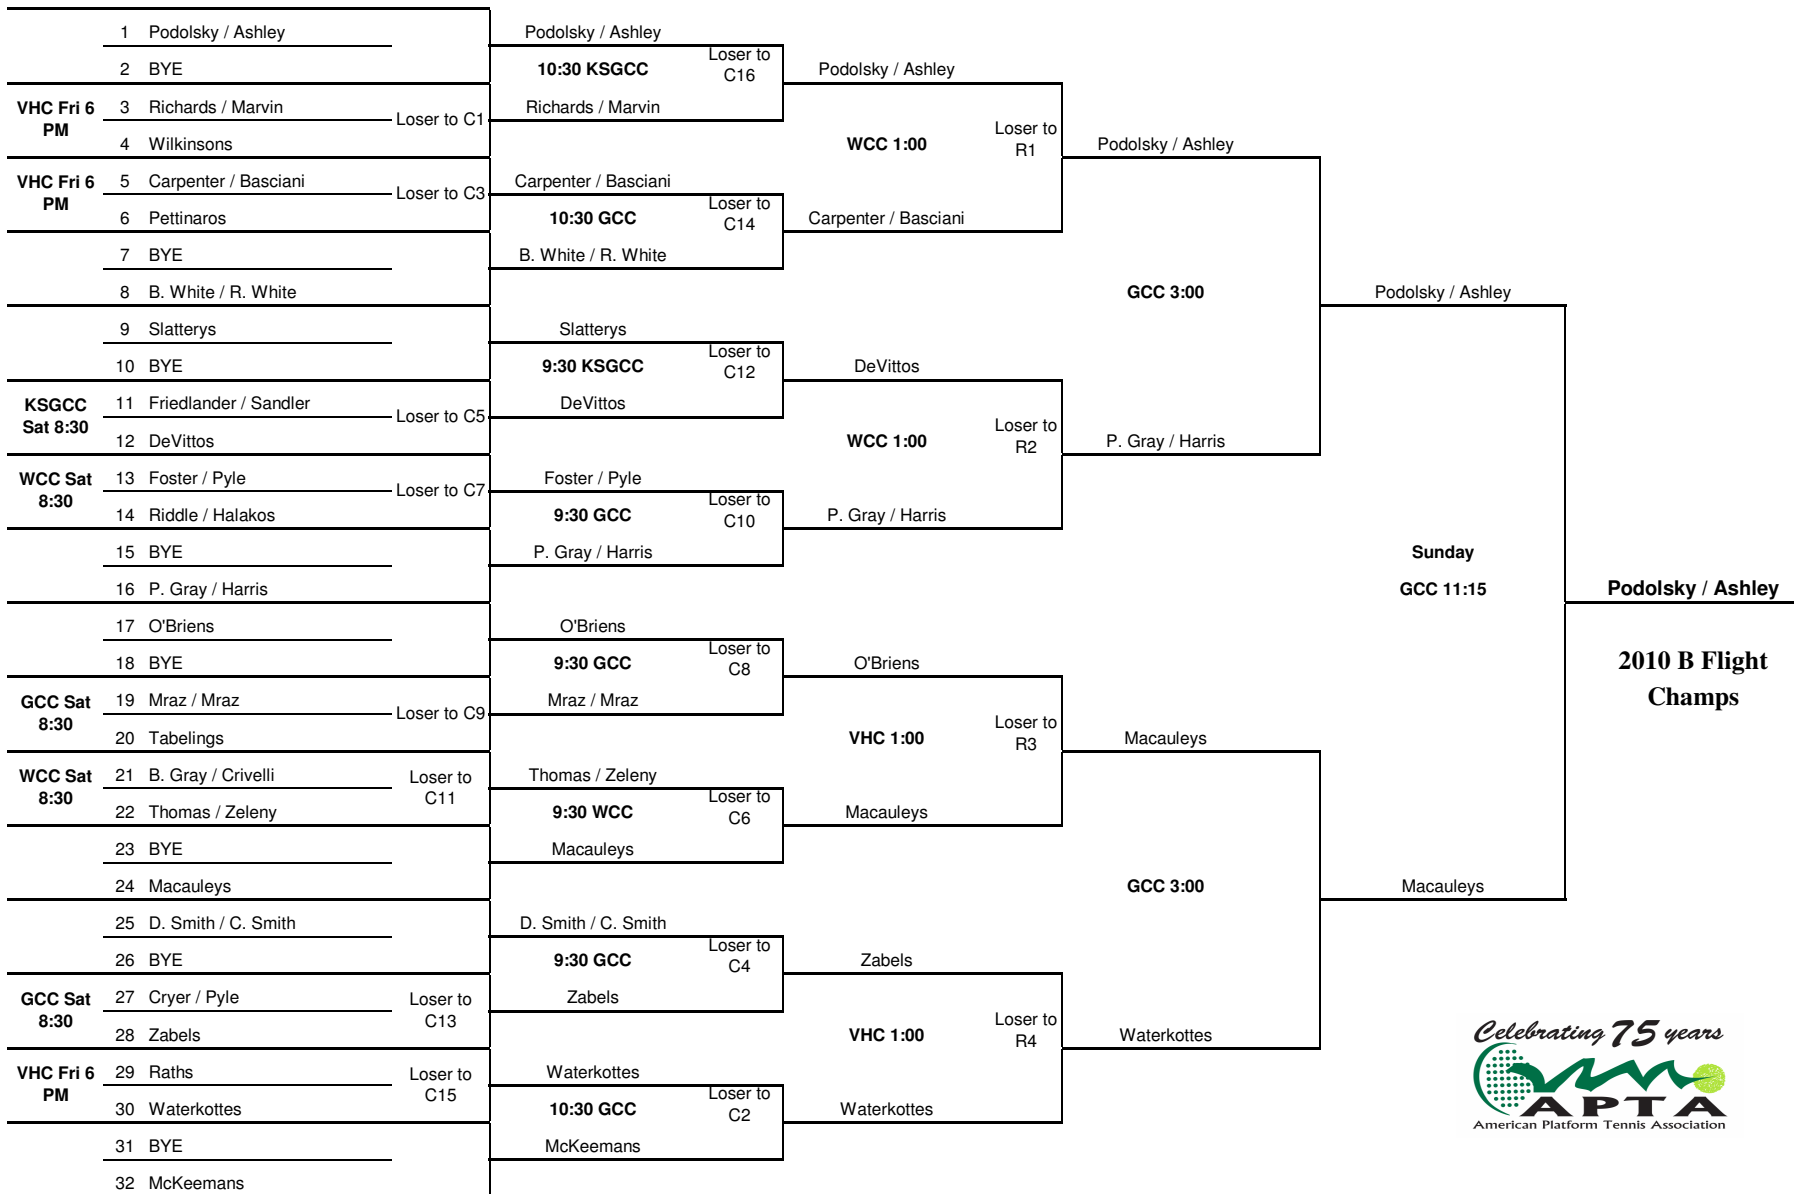 1 Podolsky / Ashley
2 BYE
VHC Fri 6
PM
3 Richards / Marvin
Loser to C1
4 Wilkinsons
VHC Fri 6
PM
5 Carpenter / Basciani
Loser to C3
6 Pettinaros
7 BYE
8 B. White / R. White
9 Slatterys
10 BYE
KSGCC
Sat 8:30
11 Friedlander / Sandler
Loser to C5
12 DeVittos
WCC Sat
8:30
13 Foster / Pyle
Loser to C7
14 Riddle / Halakos
15 BYE
16 P. Gray / Harris
17 O'Briens
18 BYE
GCC Sat
8:30
19 Mraz / Mraz
Loser to C9
20 Tabelings
WCC Sat
8:30
21 B. Gray / Crivelli
Loser to
C11
22 Thomas / Zeleny
23 BYE
24 Macauleys
25 D. Smith / C. Smith
26 BYE
GCC Sat
8:30
27 Cryer / Pyle
Loser to
C13
28 Zabels
VHC Fri 6
PM
29 Raths
Loser to
C15
30 Waterkottes
31 BYE
32 McKeemans
Podolsky / Ashley
10:30 KSGCC
Loser to
C16
Richards / Marvin
Carpenter / Basciani
10:30 GCC
Loser to
C14
B. White / R. White
Slatterys
9:30 KSGCC
Loser to
C12
DeVittos
Foster / Pyle
9:30 GCC
Loser to
C10
P. Gray / Harris
O'Briens
9:30 GCC
Loser to
C8
Mraz / Mraz
Thomas / Zeleny
9:30 WCC
Loser to
C6
Macauleys
D. Smith / C. Smith
9:30 GCC
Loser to
C4
Zabels
Waterkottes
10:30 GCC
Loser to
C2
McKeemans
Podolsky / Ashley
WCC 1:00
Loser to
R1
Carpenter / Basciani
DeVittos
WCC 1:00
Loser to
R2
P. Gray / Harris
O'Briens
VHC 1:00
Loser to
R3
Macauleys
Zabels
VHC 1:00
Loser to
R4
Waterkottes
Podolsky / Ashley
GCC 3:00
P. Gray / Harris
Macauleys
GCC 3:00
Waterkottes
Podolsky / Ashley
Sunday
GCC 11:15
Macauleys
Podolsky / Ashley
2010 B Flight
Champs
Celebrating 75 years
APTA
American Platform Tennis Association